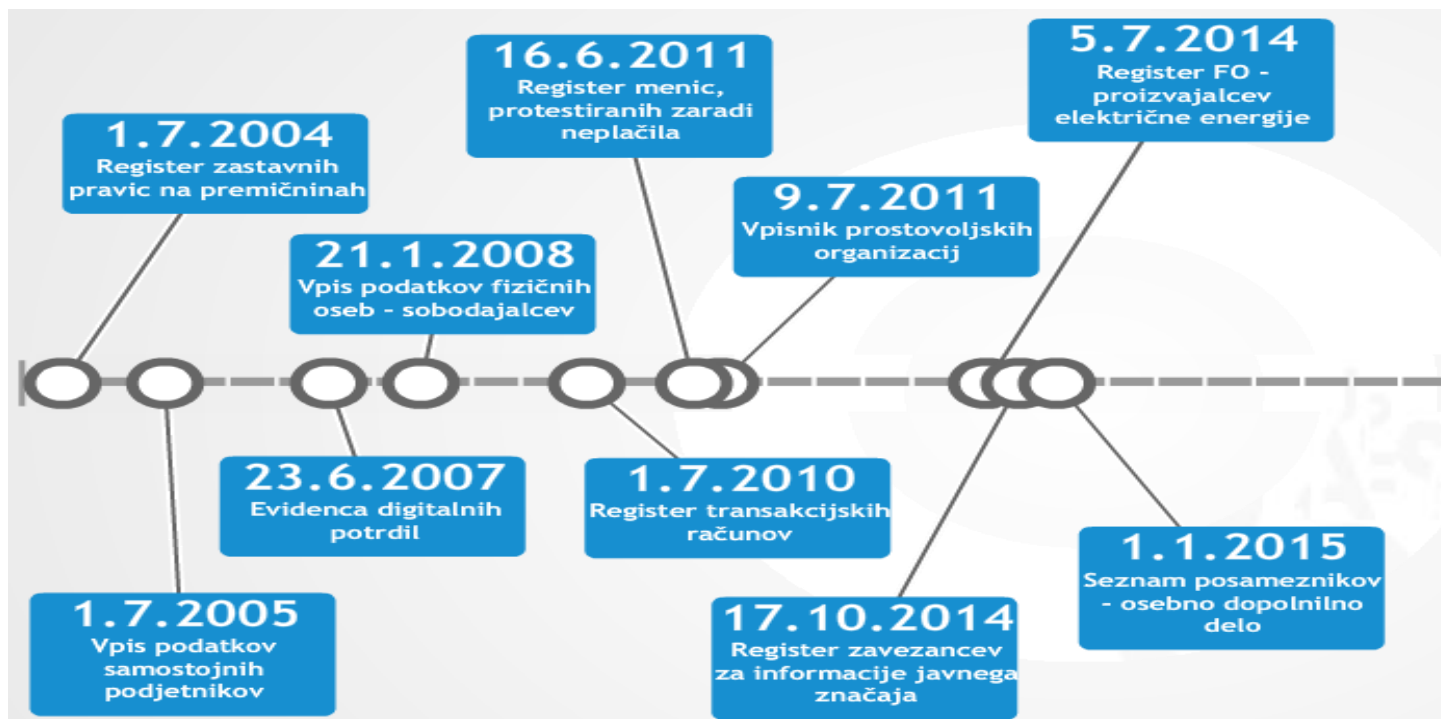 1.7.2004
Register zastavnih
pravic na premičninah
1.7.2005
Vpis podatkov
samostojnih
podjetnikov
23.6.2007
Evidenca digitalnih
potrdil
21.1.2008
Vpis podatkov fizičnih
oseb - sobodajalcev
1.7.2010
Register transakcijskih
računov
16.6.2011
Register menic,
protestiranih zaradi
neplačila
9.7.2011
Vpisnik prostovoljskih
organizacij
5.7.2014
Register FO -
proizvajalcev
električne energije
17.10.2014
Register zavezancev
za informacije javnega
značaja
1.1.2015
Seznam posameznikov
- osebno dopolnilno
delo